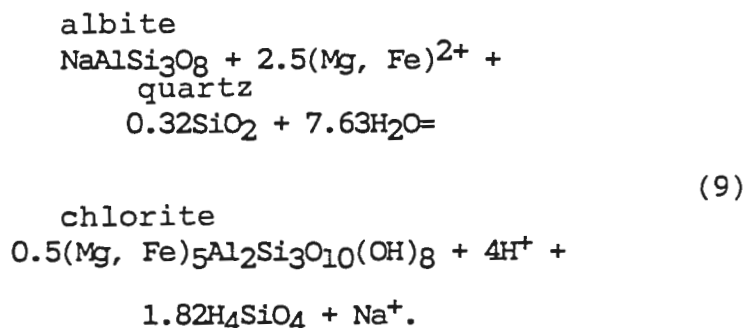 albite
NaAlSi₃O₈ + 2.5(Mg, Fe)²⁺ +
quartz
0.32SiO₂ + 7.63H₂O=
(9)
chlorite
0.5(Mg, Fe)₅Al₂Si₃O₁₀(OH)₈ + 4H⁺ +
1.82H₄SiO₄ + Na⁺.